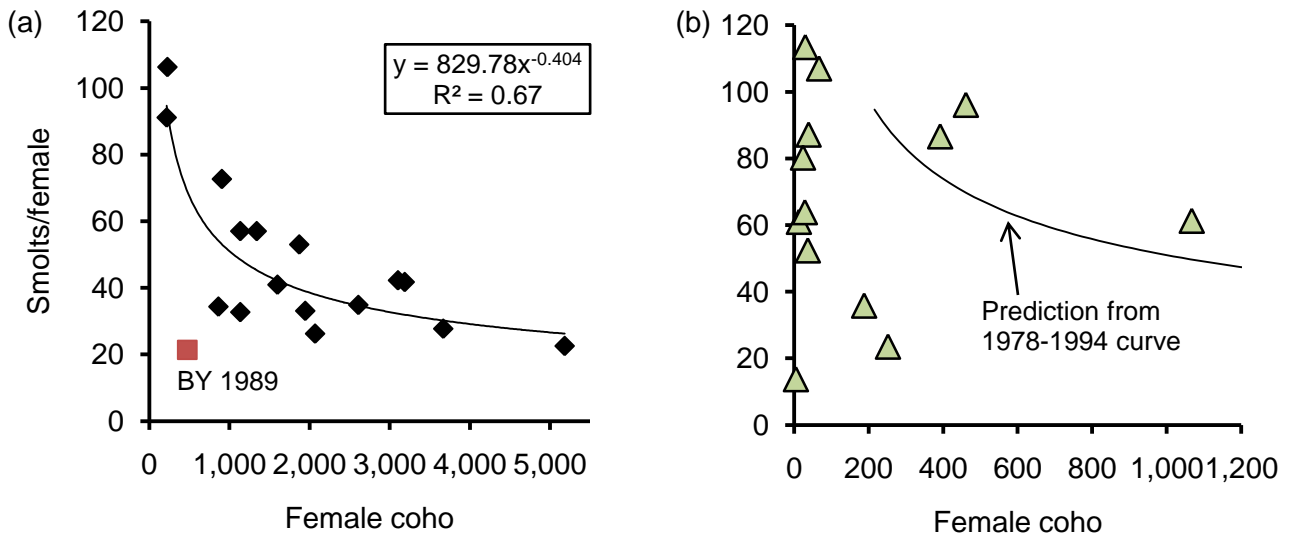 (a)
120
100
80
60
40
20
0
Smolts/female
y = 829.78x^-0.404
R² = 0.67
BY 1989
0 1,000 2,000 3,000 4,000 5,000
Female coho
(b)
120
100
80
60
40
20
0
Prediction from
1978-1994 curve
0 200 400 600 800 1,000 1,200
Female coho